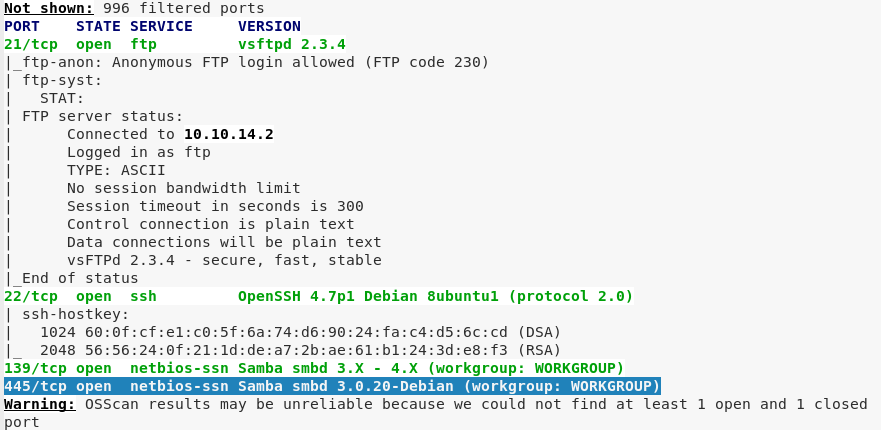 Not shown: 996 filtered ports
PORT    STATE SERVICE     VERSION
21/tcp  open  ftp         vsftpd 2.3.4
|_ftp-anon: Anonymous FTP login allowed (FTP code 230)
| ftp-syst:
|   STAT:
| FTP server status:
|      Connected to 10.10.14.2
|      Logged in as ftp
|      TYPE: ASCII
|      No session bandwidth limit
|      Session timeout in seconds is 300
|      Control connection is plain text
|      Data connections will be plain text
|      vsFTPd 2.3.4 - secure, fast, stable
|_End of status
22/tcp  open  ssh         OpenSSH 4.7p1 Debian 8ubuntu1 (protocol 2.0)
| ssh-hostkey:
|   1024 60:0f:cf:e1:c0:5f:6a:74:d6:90:24:fa:c4:d5:6c:cd (DSA)
|_  2048 56:56:24:0f:21:1d:de:a7:2b:ae:61:b1:24:3d:e8:f3 (RSA)
139/tcp open  netbios-ssn Samba smbd 3.X - 4.X (workgroup: WORKGROUP)
445/tcp open  netbios-ssn Samba smbd 3.0.20-Debian (workgroup: WORKGROUP)
Warning: OSScan results may be unreliable because we could not find at least 1 open and 1 closed
port